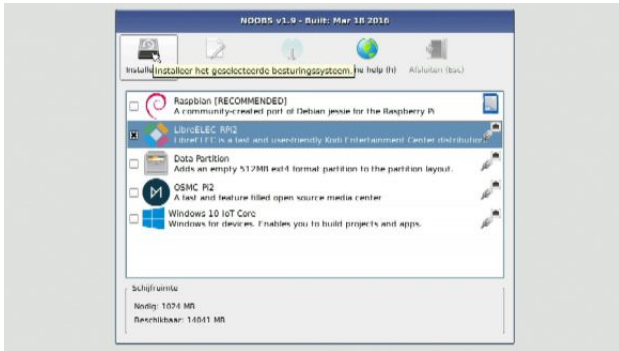 NOOBS v1.9 - Built: Mar 18 2016
Installe
Installeer het geselecteerde besturingssysteem.
ne help (h)
Afsluiten (Esc)
Raspbian [RECOMMENDED]
A community-created port of Debian jessie for the Raspberry Pi
LibreELEC RPi2
LibreELEC is a fast and user-friendly Kodi Entertainment Center distribution.
Data Partition
Adds an empty 512MB ext4 format partition to the partition layout.
OSMC Pi2
A fast and feature filled open source media center
Windows 10 IoT Core
Windows for devices. Enables you to build projects and apps.
Schijfruimte
Nodig: 1024 MB
Beschikbaar: 14041 MB